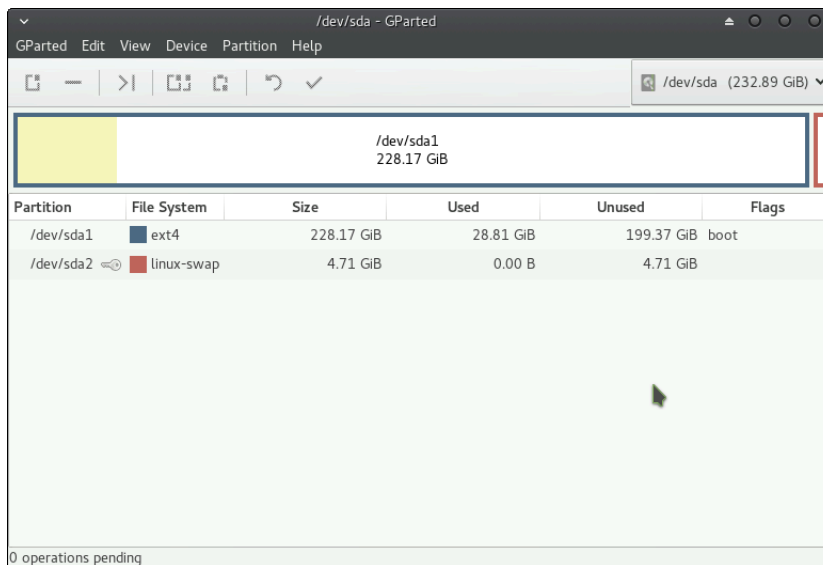 /dev/sda - GParted
GParted Edit View Device Partition Help
/dev/sda (232.89 GiB)
/dev/sda1
228.17 GiB
Partition File System Size Used Unused Flags
/dev/sda1 ext4 228.17 GiB 28.81 GiB 199.37 GiB boot
/dev/sda2 linux-swap 4.71 GiB 0.00 B 4.71 GiB
0 operations pending